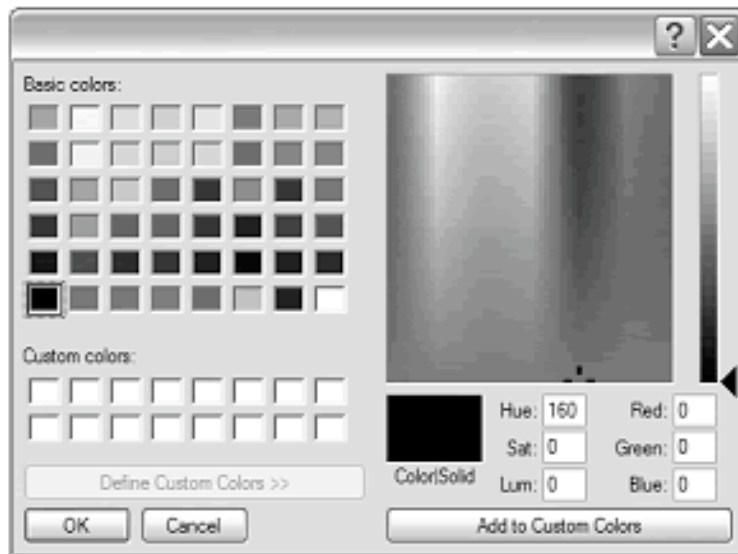 Basic colors:
Custom colors:
Define Custom Colors >>
OK Cancel
Color|Solid
Hue: 160 Red: 0
Sat: 0 Green: 0
Lum: 0 Blue: 0
Add to Custom Colors